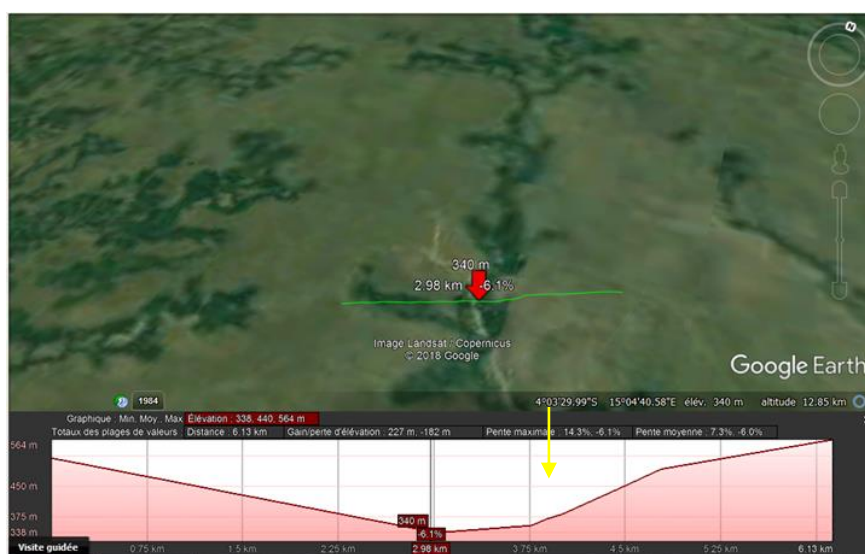 N
340 m
2.98 km -6.1%
Image Landsat / Copernicus
© 2018 Google
Google Earth
1984
4°03'29.99"S 15°04'40.58"E élév. 340 m altitude 12.85 km
Graphique : Min, Moy., Max Élévation : 338, 440, 564 m
Totaux des plages de valeurs Distance : 6.13 km Gain/perte d'élévation : 227 m, -182 m Pente maximale : 14.3%, -6.1% Pente moyenne : 7.3%, -6.0%
564 m
450 m
375 m
338 m
340 m
-6.1%
Visite guidée
0.75 km 1.5 km 2.25 km 2.98 km 3.75 km 4.5 km 5.25 km 6.13 km